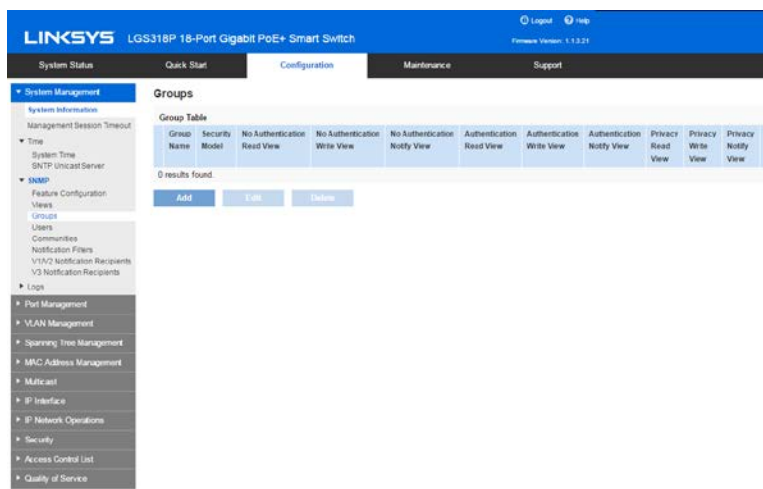 Logout Help
LINKSYS LGS318P 18-Port Gigabit PoE+ Smart Switch
Firmware Version: 1.1.3.21
System Status Quick Start Configuration Maintenance Support
System Management
System Information
Management Session Timeout
Time
System Time
SNTP Unicast Server
SNMP
Feature Configuration
Views
Groups
Users
Communities
Notification Filters
V1/V2 Notification Recipients
V3 Notification Recipients
Logs
Port Management
VLAN Management
Spanning Tree Management
MAC Address Management
Multicast
IP Interface
IP Network Operations
Security
Access Control List
Quality of Service
Groups
Group Table
Group Name Security Model No Authentication Read View No Authentication Write View No Authentication Notify View Authentication Read View Authentication Write View Authentication Notify View Privacy Read View Privacy Write View Privacy Notify View
0 results found.
Add Edit Delete